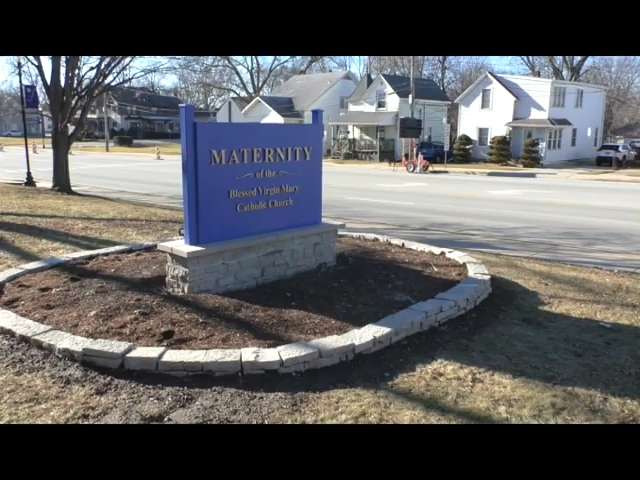 MATERNITY
of the
Blessed Virgin Mary
Catholic Church